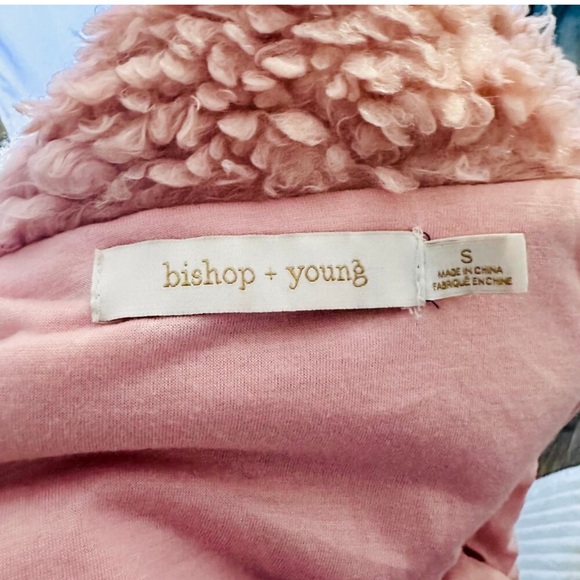 bishop + young
S
MADE IN CHINA
FABRIQUÉ EN CHINE